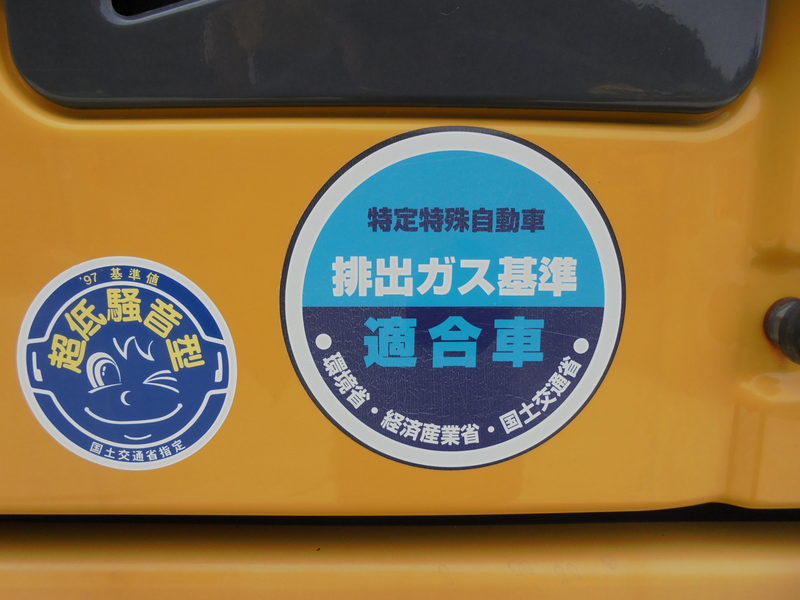 '97 基準値
超低騒音型
国土交通省指定
特定特殊自動車
排出ガス基準
適合車
環境省・経済産業省・国土交通省